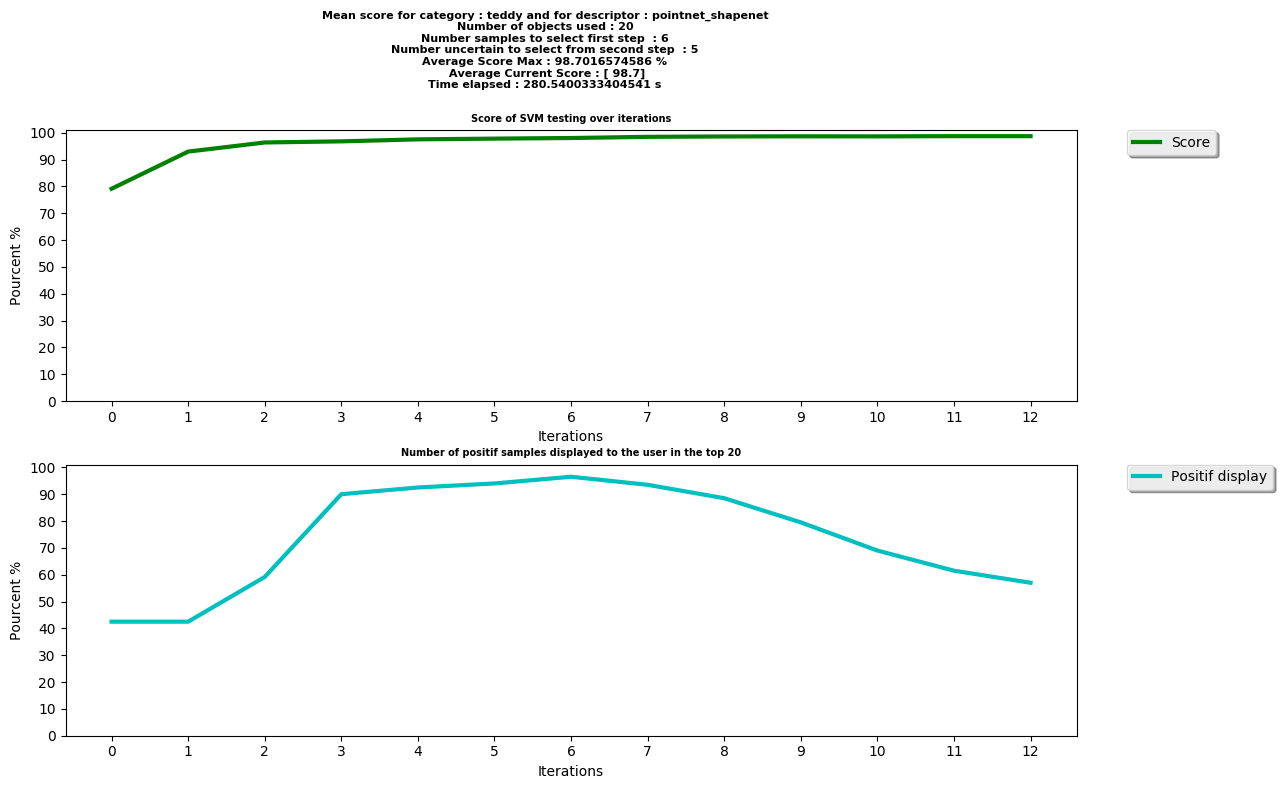 Mean score for category : teddy and for descriptor : pointnet_shapenet
Number of objects used : 20
Number samples to select first step  : 6
Number uncertain to select from second step  : 5
Average Score Max : 98.7016574586 %
Average Current Score : [ 98.7]
Time elapsed : 280.5400333404541 s
Score of SVM testing over iterations
100
90
80
70
60
50
40
30
20
10
0
Pourcent %
0 1 2 3 4 5 6 7 8 9 10 11 12
Iterations
Score
Number of positif samples displayed to the user in the top 20
100
90
80
70
60
50
40
30
20
10
0
Pourcent %
0 1 2 3 4 5 6 7 8 9 10 11 12
Iterations
Positif display